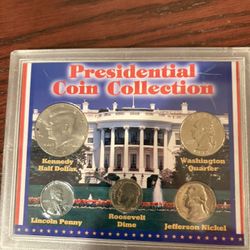 Presidential
Coin Collection
Kennedy
Half Dollar
Washington
Quarter
Lincoln Penny
Roosevelt
Dime
Jefferson Nickel